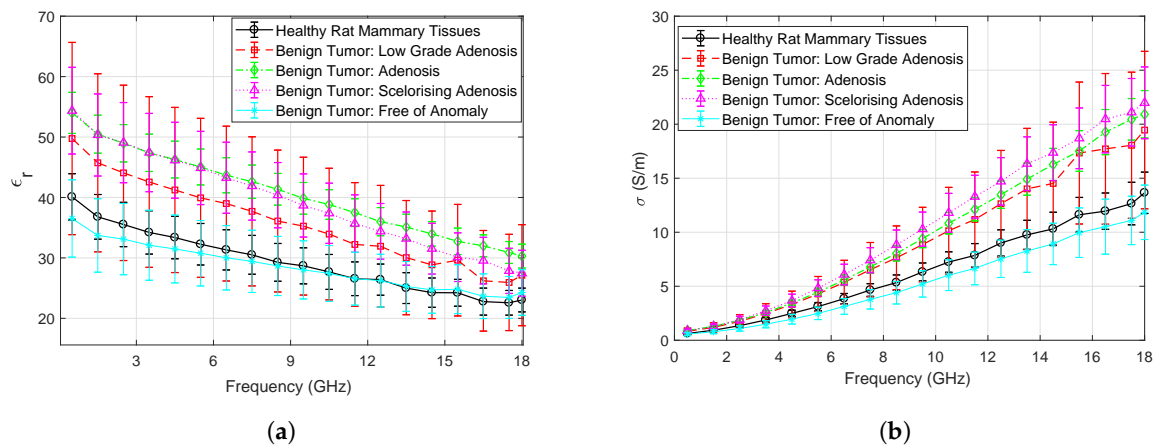 70
60
50
40
30
20
ϵr
3
6
9
12
15
18
Frequency (GHz)
Healthy Rat Mammary Tissues
Benign Tumor: Low Grade Adenosis
Benign Tumor: Adenosis
Benign Tumor: Scelorising Adenosis
Benign Tumor: Free of Anomaly
(a)
30
25
20
15
10
5
0
σ (S/m)
0
2
4
6
8
10
12
14
16
18
Frequency (GHz)
Healthy Rat Mammary Tissues
Benign Tumor: Low Grade Adenosis
Benign Tumor: Adenosis
Benign Tumor: Scelorising Adenosis
Benign Tumor: Free of Anomaly
(b)